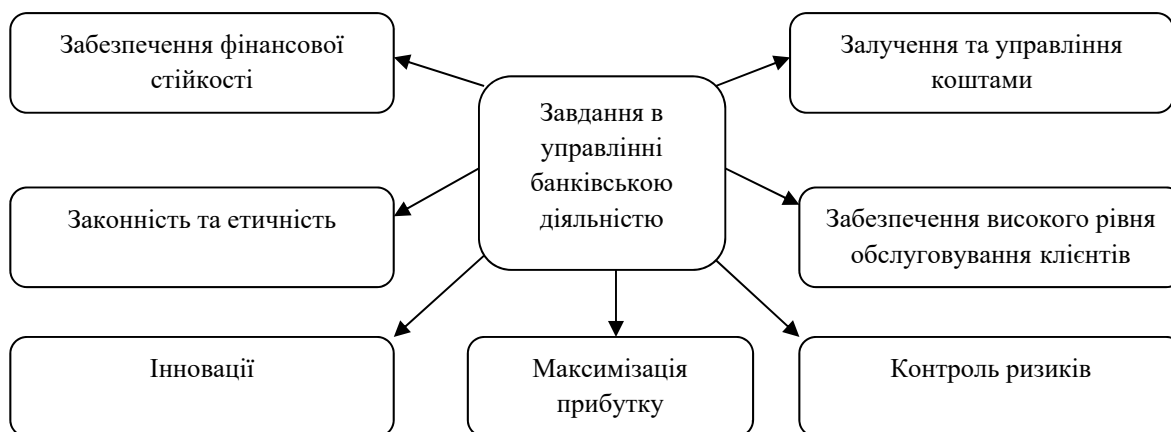 Забезпечення фінансової
стійкості
Залучення та управління
коштами
Завдання в
управлінні
банківською
діяльністю
Законність та етичність
Забезпечення високого рівня
обслуговування клієнтів
Інновації
Максимізація
прибутку
Контроль ризиків